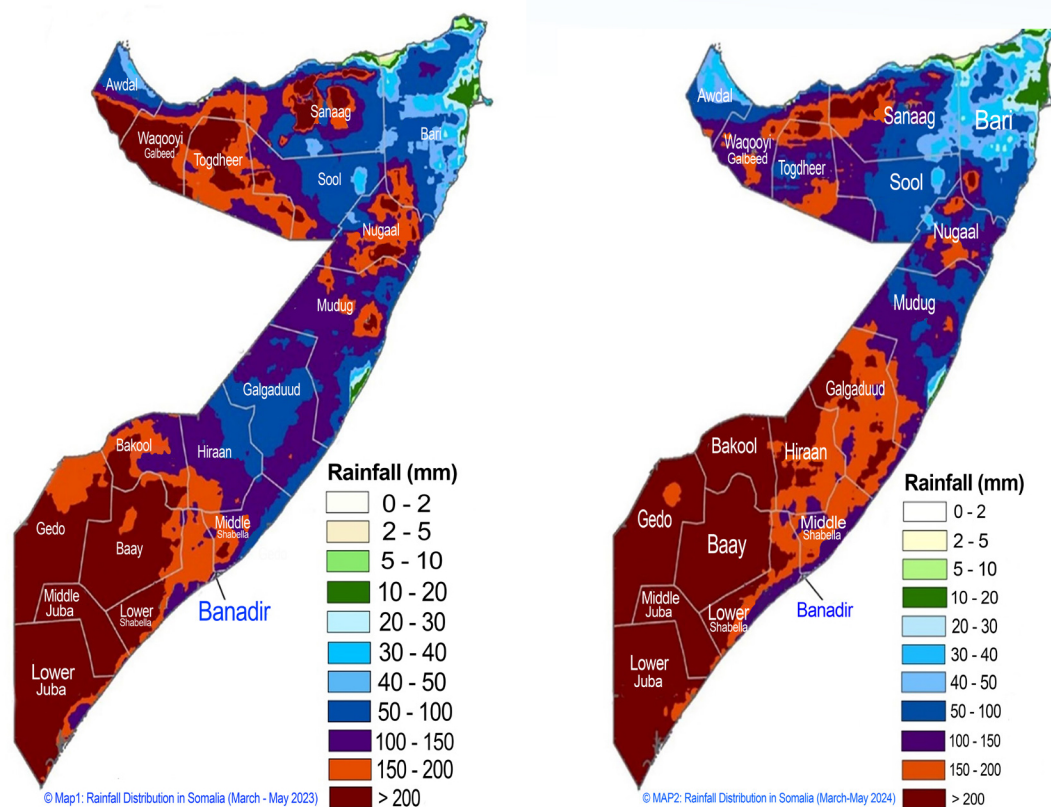 Awdal
Waqooyi
Galbeed
Togdheer
Sanaag
Bari
Sool
Nugaal
Mudug
Galgaduud
Hiraan
Bakool
Gedo
Baay
Middle
Shabella
Middle
Juba
Lower
Shabella
Lower
Juba
Banadir
Rainfall (mm)
0 - 2
2 - 5
5 - 10
10 - 20
20 - 30
30 - 40
40 - 50
50 - 100
100 - 150
150 - 200
> 200
© Map1: Rainfall Distribution in Somalia (March - May 2023)
Awdal
Waqooyi
Galbeed
Togdheer
Sanaag
Bari
Sool
Nugaal
Mudug
Galgaduud
Hiraan
Bakool
Gedo
Baay
Middle
Shabella
Middle
Juba
Lower
Shabella
Lower
Juba
Banadir
Rainfall (mm)
0 - 2
2 - 5
5 - 10
10 - 20
20 - 30
30 - 40
40 - 50
50 - 100
100 - 150
150 - 200
> 200
© MAP2: Rainfall Distribution in Somalia (March-May 2024)